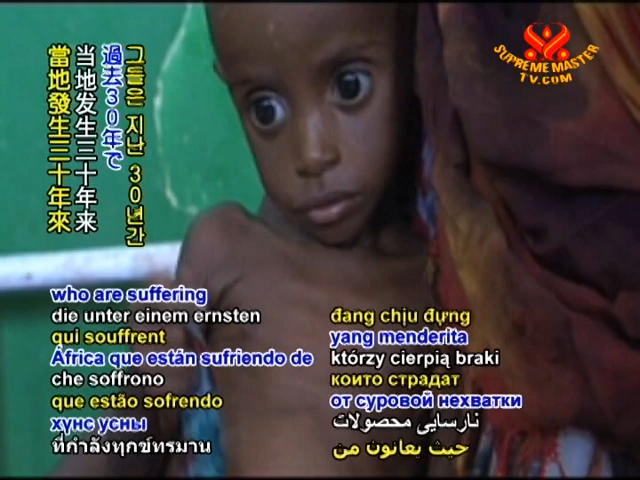 그들은 지난 30년간
過去30年で
当地发生三十年来
當地發生三十年來
SUPREME MASTER
TV.COM
who are suffering
die unter einem ernsten
qui souffrent
África que están sufriendo de
che soffrono
que estão sofrendo
хүнс усны
ที่กำลังทุกข์ทรมาน
đang chịu đựng
yang menderita
którzy cierpią braki
които страдат
от суровой нехватки
نارسایی محصولات
حيث يعانون من